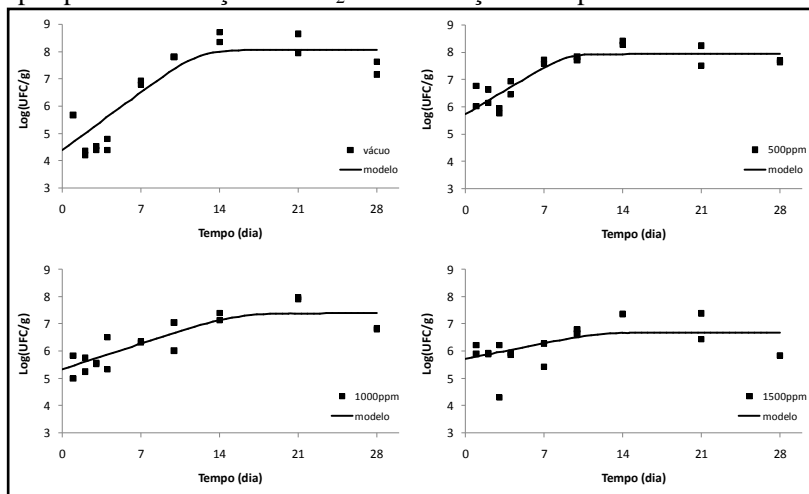 9
8
7
6
5
4
3
Log(UFC/g)
vácuo
modelo
0 7 14 21 28
Tempo (dia)
9
8
7
6
5
4
3
Log(UFC/g)
500ppm
modelo
0 7 14 21 28
Tempo (dia)
9
8
7
6
5
4
3
Log(UFC/g)
1000ppm
modelo
0 7 14 21 28
Tempo (dia)
9
8
7
6
5
4
3
Log(UFC/g)
1500ppm
modelo
0 7 14 21 28
Tempo (dia)